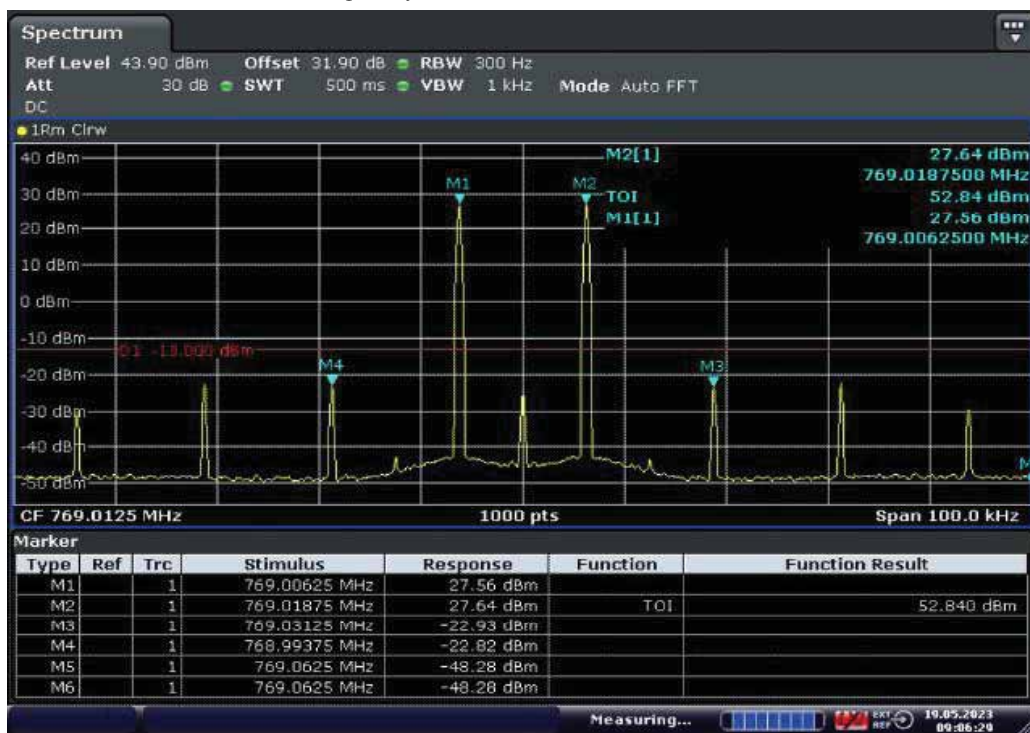 Spectrum
Ref Level 43.90 dBm Offset 31.90 dB RBW 300 Hz
Att 30 dB SWT 500 ms VBW 1 kHz Mode Auto FFT
DC
1Rm Clrw
40 dBm
M2[1] 27.64 dBm
769.0187500 MHz
M1 M2
30 dBm
TOI 52.84 dBm
M1[1] 27.56 dBm
769.0062500 MHz
20 dBm
10 dBm
0 dBm
-10 dBm
D1 -13.000 dBm
-20 dBm
M4 M3
-30 dBm
-40 dBm
-50 dBm
CF 769.0125 MHz 1000 pts Span 100.0 kHz
Marker
Type Ref Trc Stimulus Response Function Function Result
M1 1 769.00625 MHz 27.56 dBm
M2 1 769.01875 MHz 27.64 dBm TOI 52.840 dBm
M3 1 769.03125 MHz -22.93 dBm
M4 1 768.99375 MHz -22.82 dBm
M5 1 769.0625 MHz -48.28 dBm
M6 1 769.0625 MHz -48.28 dBm
Measuring... EXT REF 19.05.2023
09:06:29